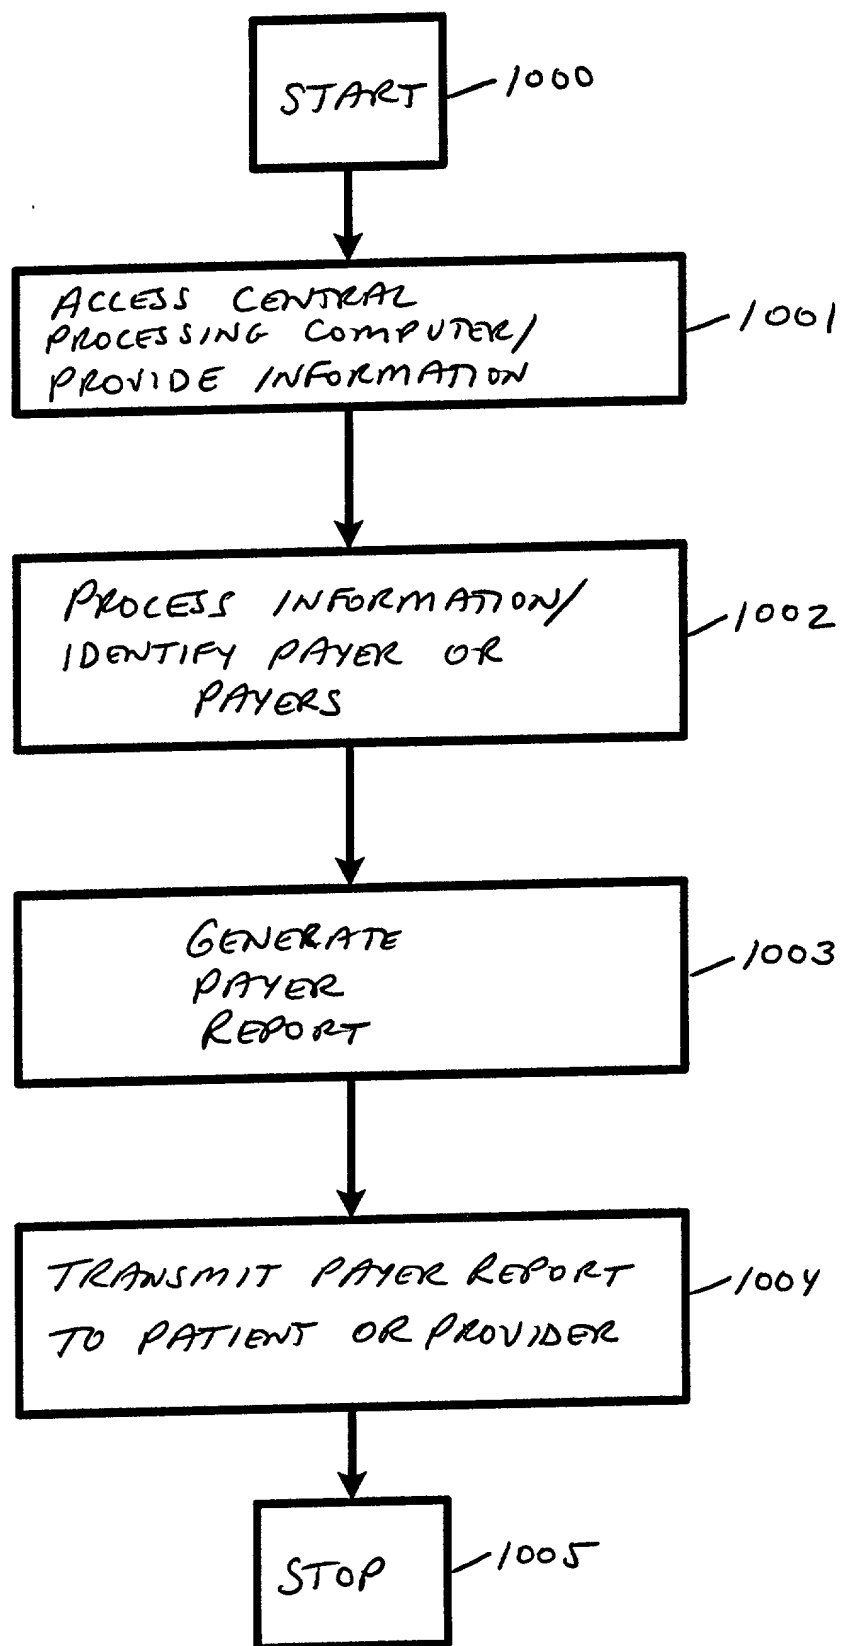 START
1000
ACCESS CENTRAL
PROCESSING COMPUTER/
PROVIDE INFORMATION
1001
PROCESS INFORMATION/
IDENTIFY PAYER OR
PAYERS
1002
GENERATE
PAYER
REPORT
1003
TRANSMIT PAYER REPORT
TO PATIENT OR PROVIDER
1004
STOP
1005